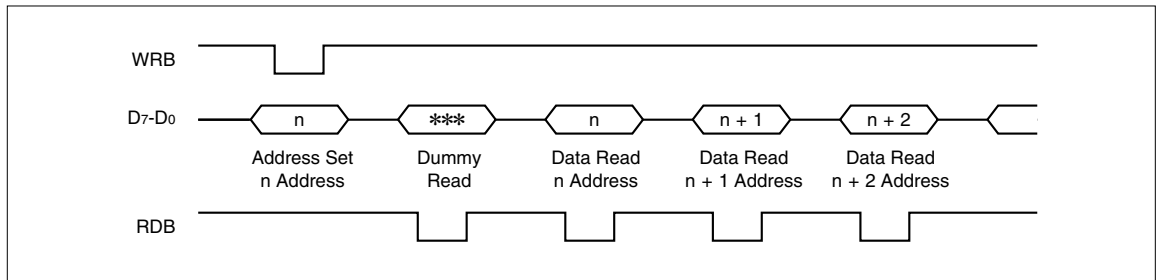 WRB
D7-D0
n
***
n
n + 1
n + 2
Address Set
n Address
Dummy
Read
Data Read
n Address
Data Read
n + 1 Address
Data Read
n + 2 Address
RDB